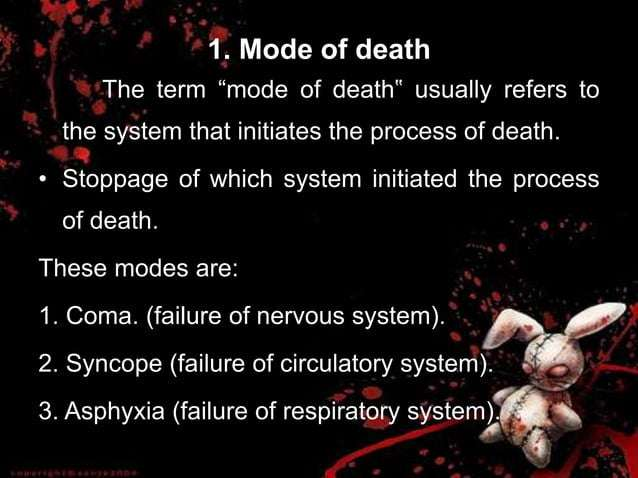 1. Mode of death
The term “mode of death‟ usually refers to
the system that initiates the process of death.
• Stoppage of which system initiated the process
of death.
These modes are:
1. Coma. (failure of nervous system).
2. Syncope (failure of circulatory system).
3. Asphyxia (failure of respiratory system).